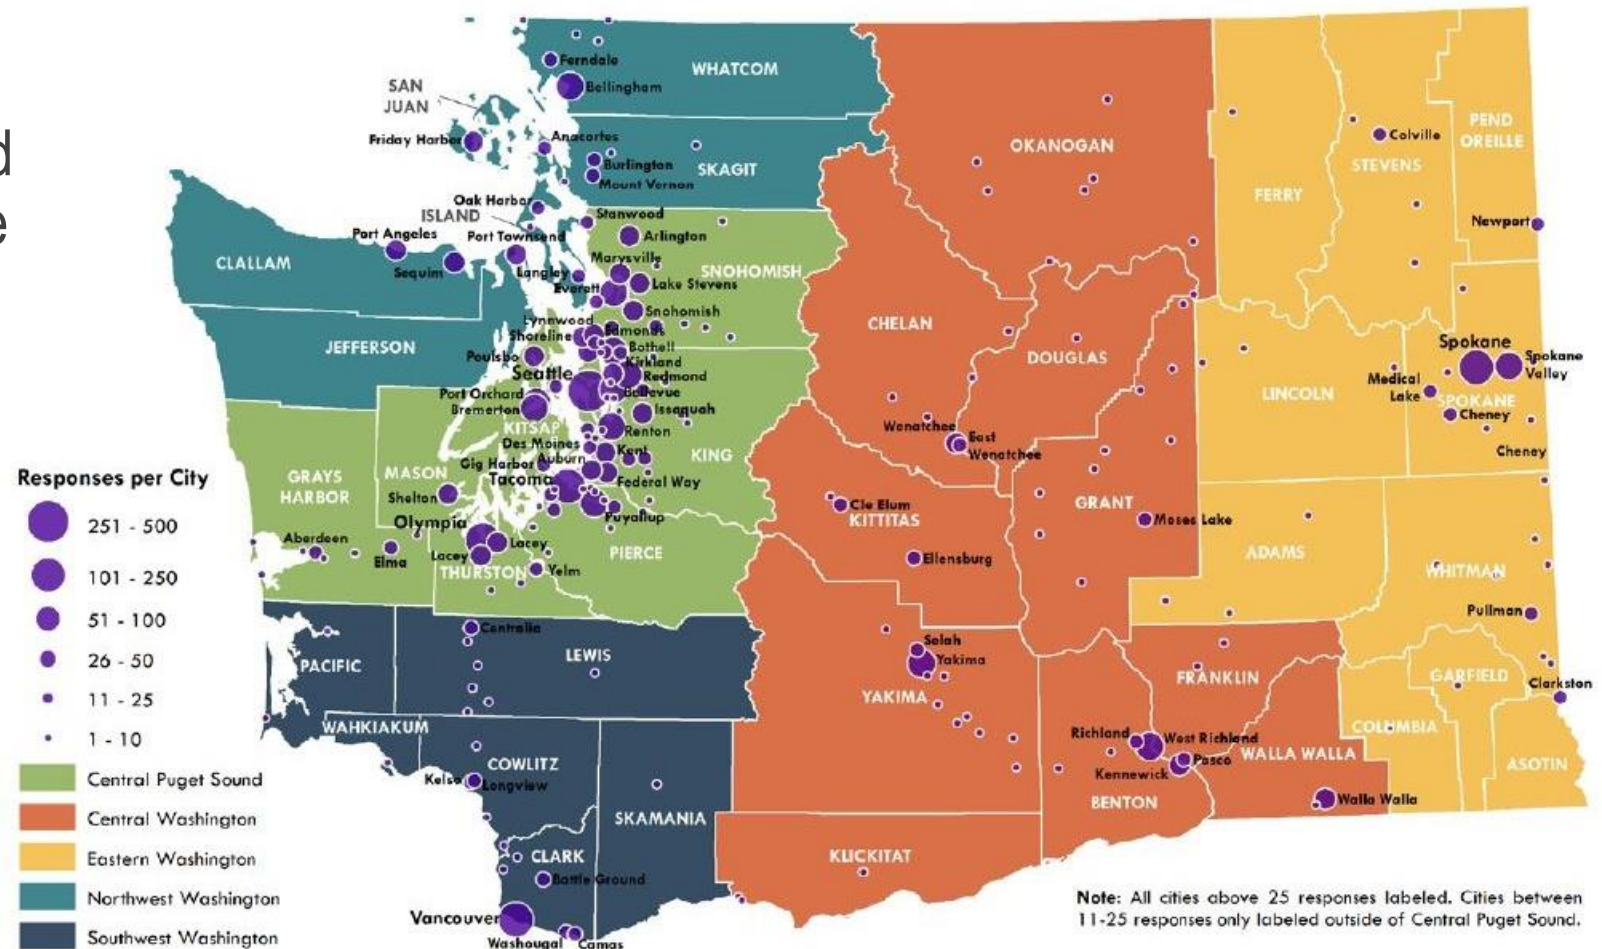 d
e
WHATCOM
Ferndale
Bellingham
SAN
JUAN
Friday Harbor
Anacortes
Burlington
Mount Vernon
SKAGIT
OKANOGAN
FERRY
STEVENS
Colville
PEND
OREILLE
Newport
Oak Harbor
ISLAND
Stanwood
Port Angeles
Port Townsend
Arlington
CLALLAM
Sequim
Langley
Marysville
SNOHOMISH
Everett
Lake Stevens
Snohomish
Lynnwood
Edmonds
Shoreline
Bothell
JEFFERSON
Poulsbo
Kirkland
Seattle
Redmond
Port Orchard
Bellevue
Bremerton
Issaquah
KITSAP
Renton
Des Moines
Kent
KING
Gig Harbor
Auburn
Tacoma
Federal Way
Puyallup
CHELAN
DOUGLAS
Wenatchee
East
Wenatchee
LINCOLN
Spokane
Spokane
Valley
Medical
Lake
SPOKANE
Cheney
Cheney
GRAYS
HARBOR
MASON
Shelton
Olympia
Lacey
Lacey
Aberdeen
Elma
THURSTON
Yelm
PIERCE
Cle Elum
KITTITAS
Ellensburg
GRANT
Moses Lake
ADAMS
WHITMAN
Pullman
Centralia
PACIFIC
LEWIS
Selah
Yakima
YAKIMA
FRANKLIN
GARFIELD
Clarkston
WAHKIAKUM
COWLITZ
Kelso
Longview
Richland
West Richland
Pasco
Kennewick
WALLA WALLA
COLUMBIA
ASOTIN
BENTON
Walla Walla
SKAMANIA
CLARK
Battle Ground
KLICKITAT
Vancouver
Washougal
Camas
Responses per City
251 - 500
101 - 250
51 - 100
26 - 50
11 - 25
1 - 10
Central Puget Sound
Central Washington
Eastern Washington
Northwest Washington
Southwest Washington
Note: All cities above 25 responses labeled. Cities between
11-25 responses only labeled outside of Central Puget Sound.